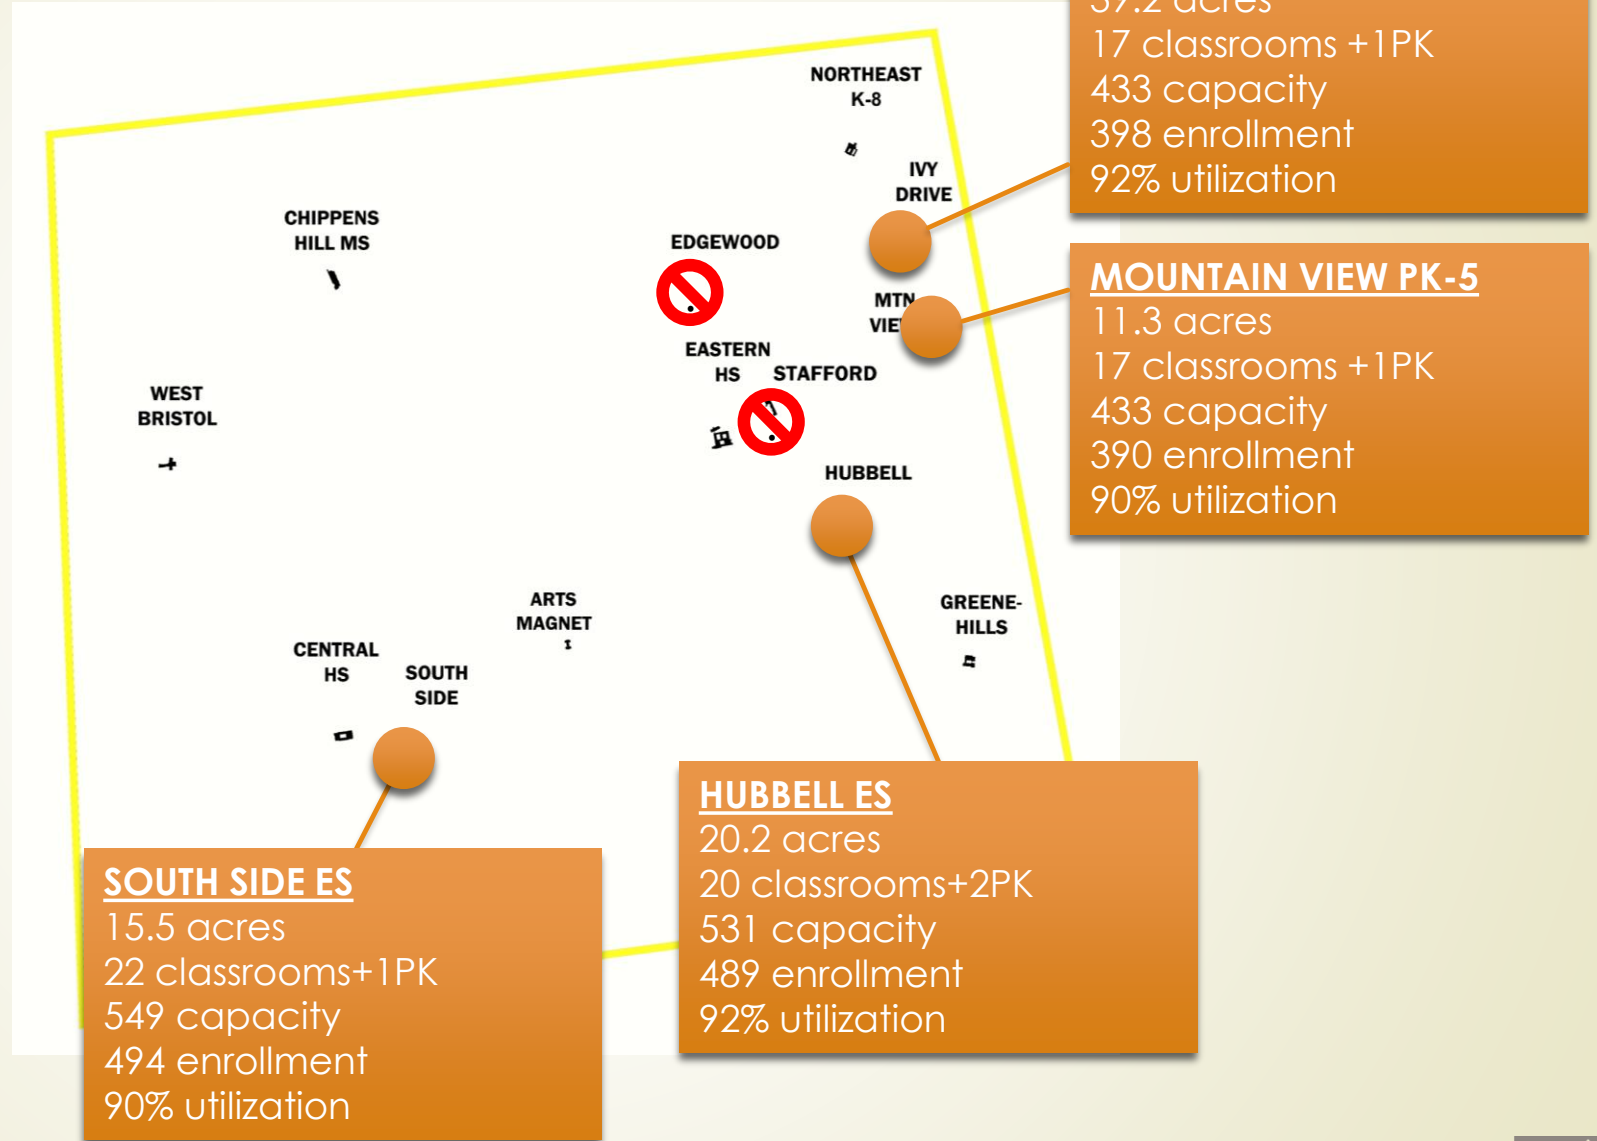 39.2 acres
17 classrooms +1PK
433 capacity
398 enrollment
92% utilization
NORTHEAST
K-8
IVY
DRIVE
CHIPPENS
HILL MS
EDGEWOOD
MOUNTAIN VIEW PK-5
11.3 acres
17 classrooms +1PK
433 capacity
390 enrollment
90% utilization
MTN
EASTERN
HS
STAFFORD
WEST
BRISTOL
HUBBELL
ARTS
MAGNET
GREENE-
HILLS
CENTRAL
HS
SOUTH
SIDE
HUBBELL ES
20.2 acres
20 classrooms+2PK
531 capacity
489 enrollment
92% utilization
SOUTH SIDE ES
15.5 acres
22 classrooms+1PK
549 capacity
494 enrollment
90% utilization